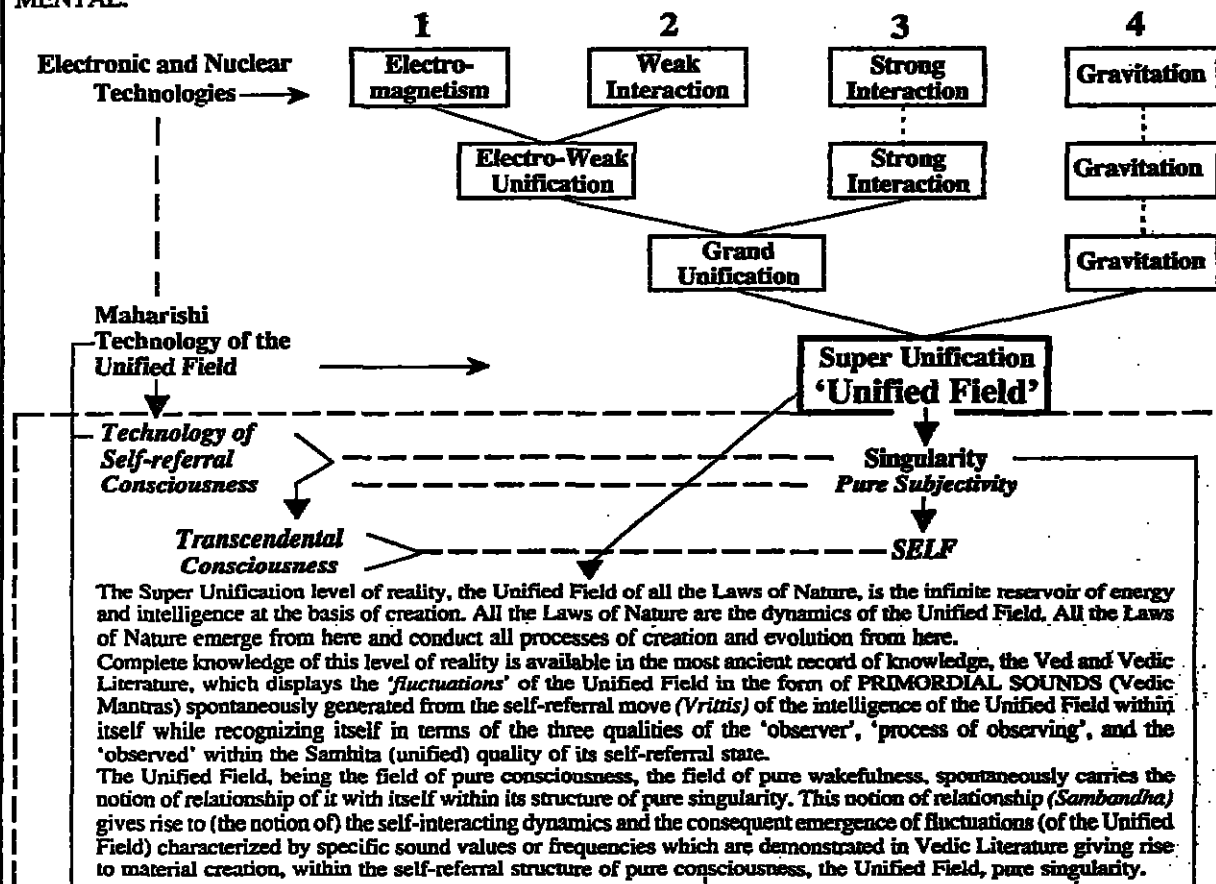 MENTAL.
1 2 3 4
Electronic and Nuclear
Technologies
Electro-
magnetism
Weak
Interaction
Strong
Interaction
Gravitation
Electro-Weak
Unification
Strong
Interaction
Gravitation
Grand
Unification
Gravitation
Maharishi
Technology of the
Unified Field
Super Unification
‘Unified Field’
Technology of
Self-referral
Consciousness
Singularity
Pure Subjectivity
Transcendental
Consciousness
SELF
The Super Unification level of reality, the Unified Field of all the Laws of Nature, is the infinite reservoir of energy
and intelligence at the basis of creation. All the Laws of Nature are the dynamics of the Unified Field. All the Laws
of Nature emerge from here and conduct all processes of creation and evolution from here.
Complete knowledge of this level of reality is available in the most ancient record of knowledge, the Ved and Vedic
Literature, which displays the ‘fluctuations’ of the Unified Field in the form of PRIMORDIAL SOUNDS (Vedic
Mantras) spontaneously generated from the self-referral move (Vrittis) of the intelligence of the Unified Field within
itself while recognizing itself in terms of the three qualities of the ‘observer’, ‘process of observing’, and the
‘observed’ within the Samhita (unified) quality of its self-referral state.
The Unified Field, being the field of pure consciousness, the field of pure wakefulness, spontaneously carries the
notion of relationship of it with itself within its structure of pure singularity. This notion of relationship (Sambandha)
gives rise to (the notion of) the self-interacting dynamics and the consequent emergence of fluctuations (of the Unified
Field) characterized by specific sound values or frequencies which are demonstrated in Vedic Literature giving rise
to material creation, within the self-referral structure of pure consciousness, the Unified Field, pure singularity.